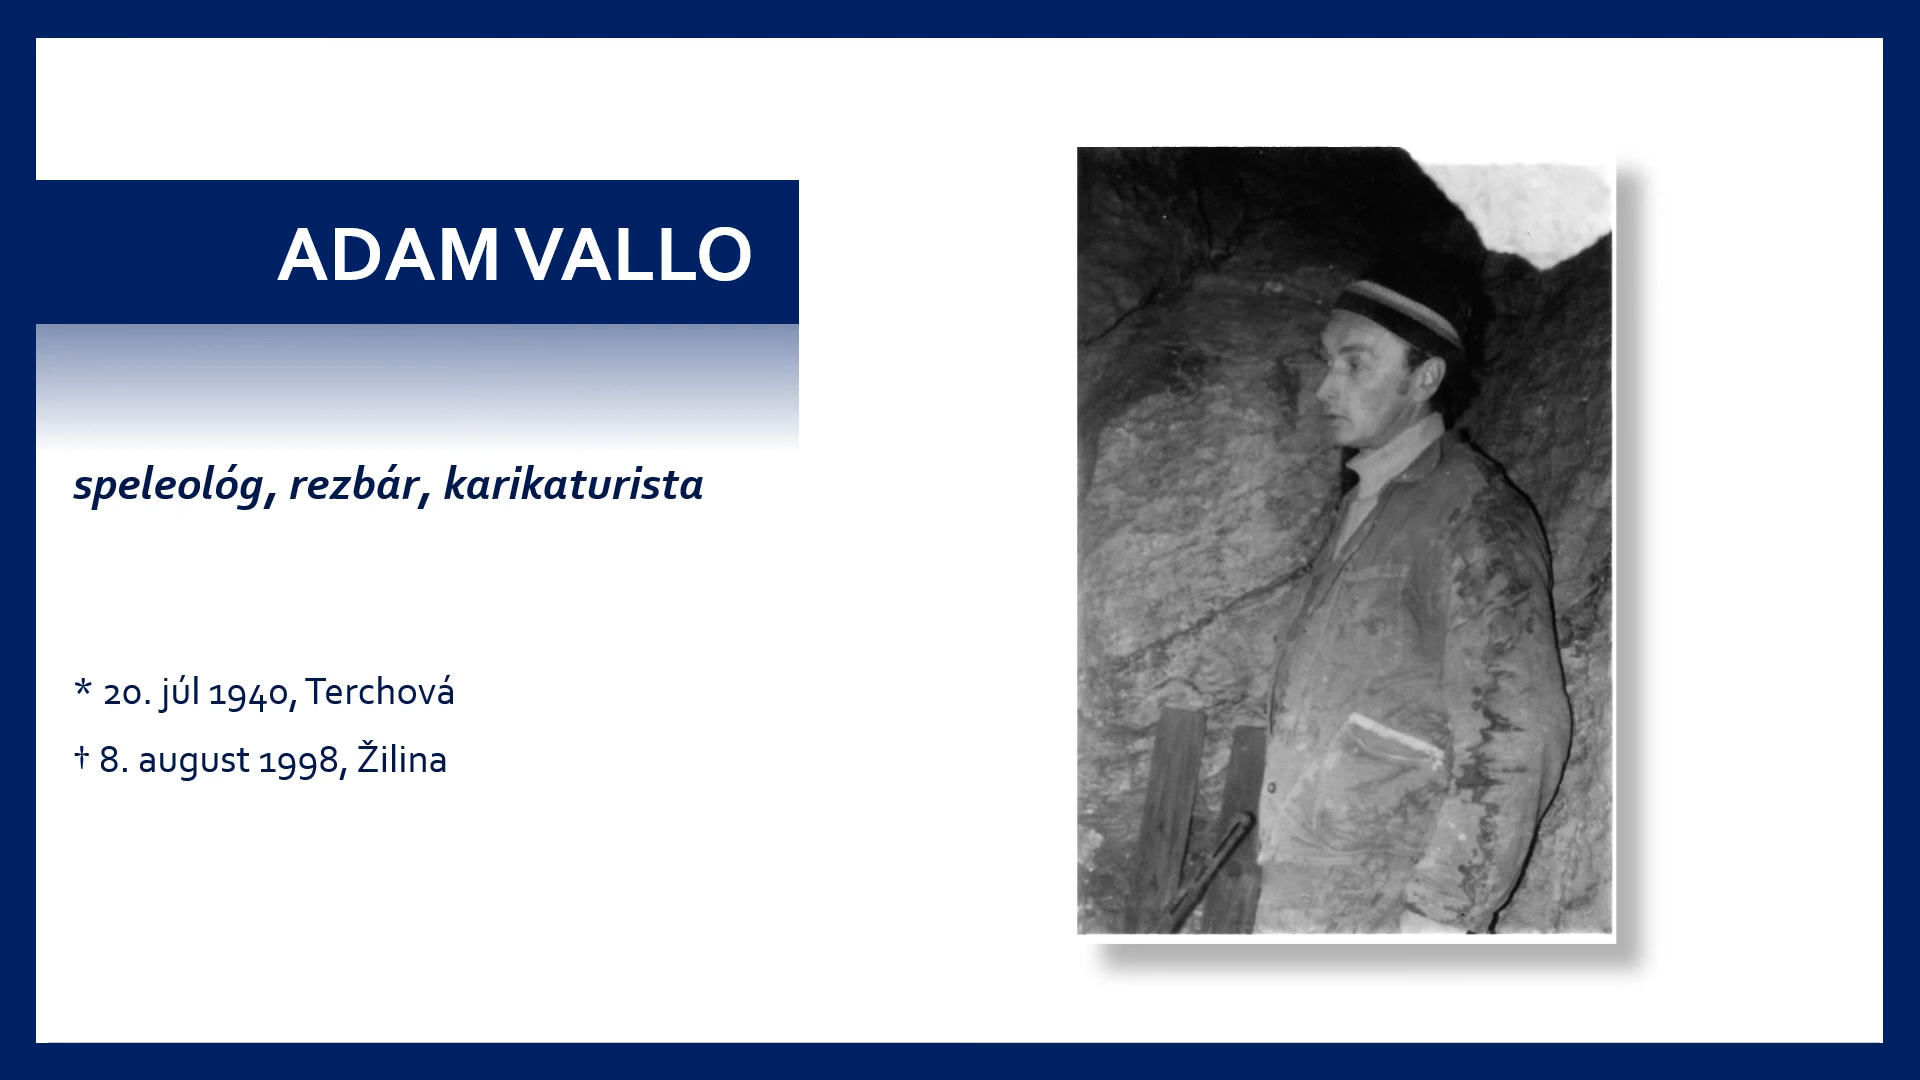 ADAM VALLO
speleológ, rezbár, karikaturista
* 20. júl 1940, Terchová
† 8. august 1998, Žilina